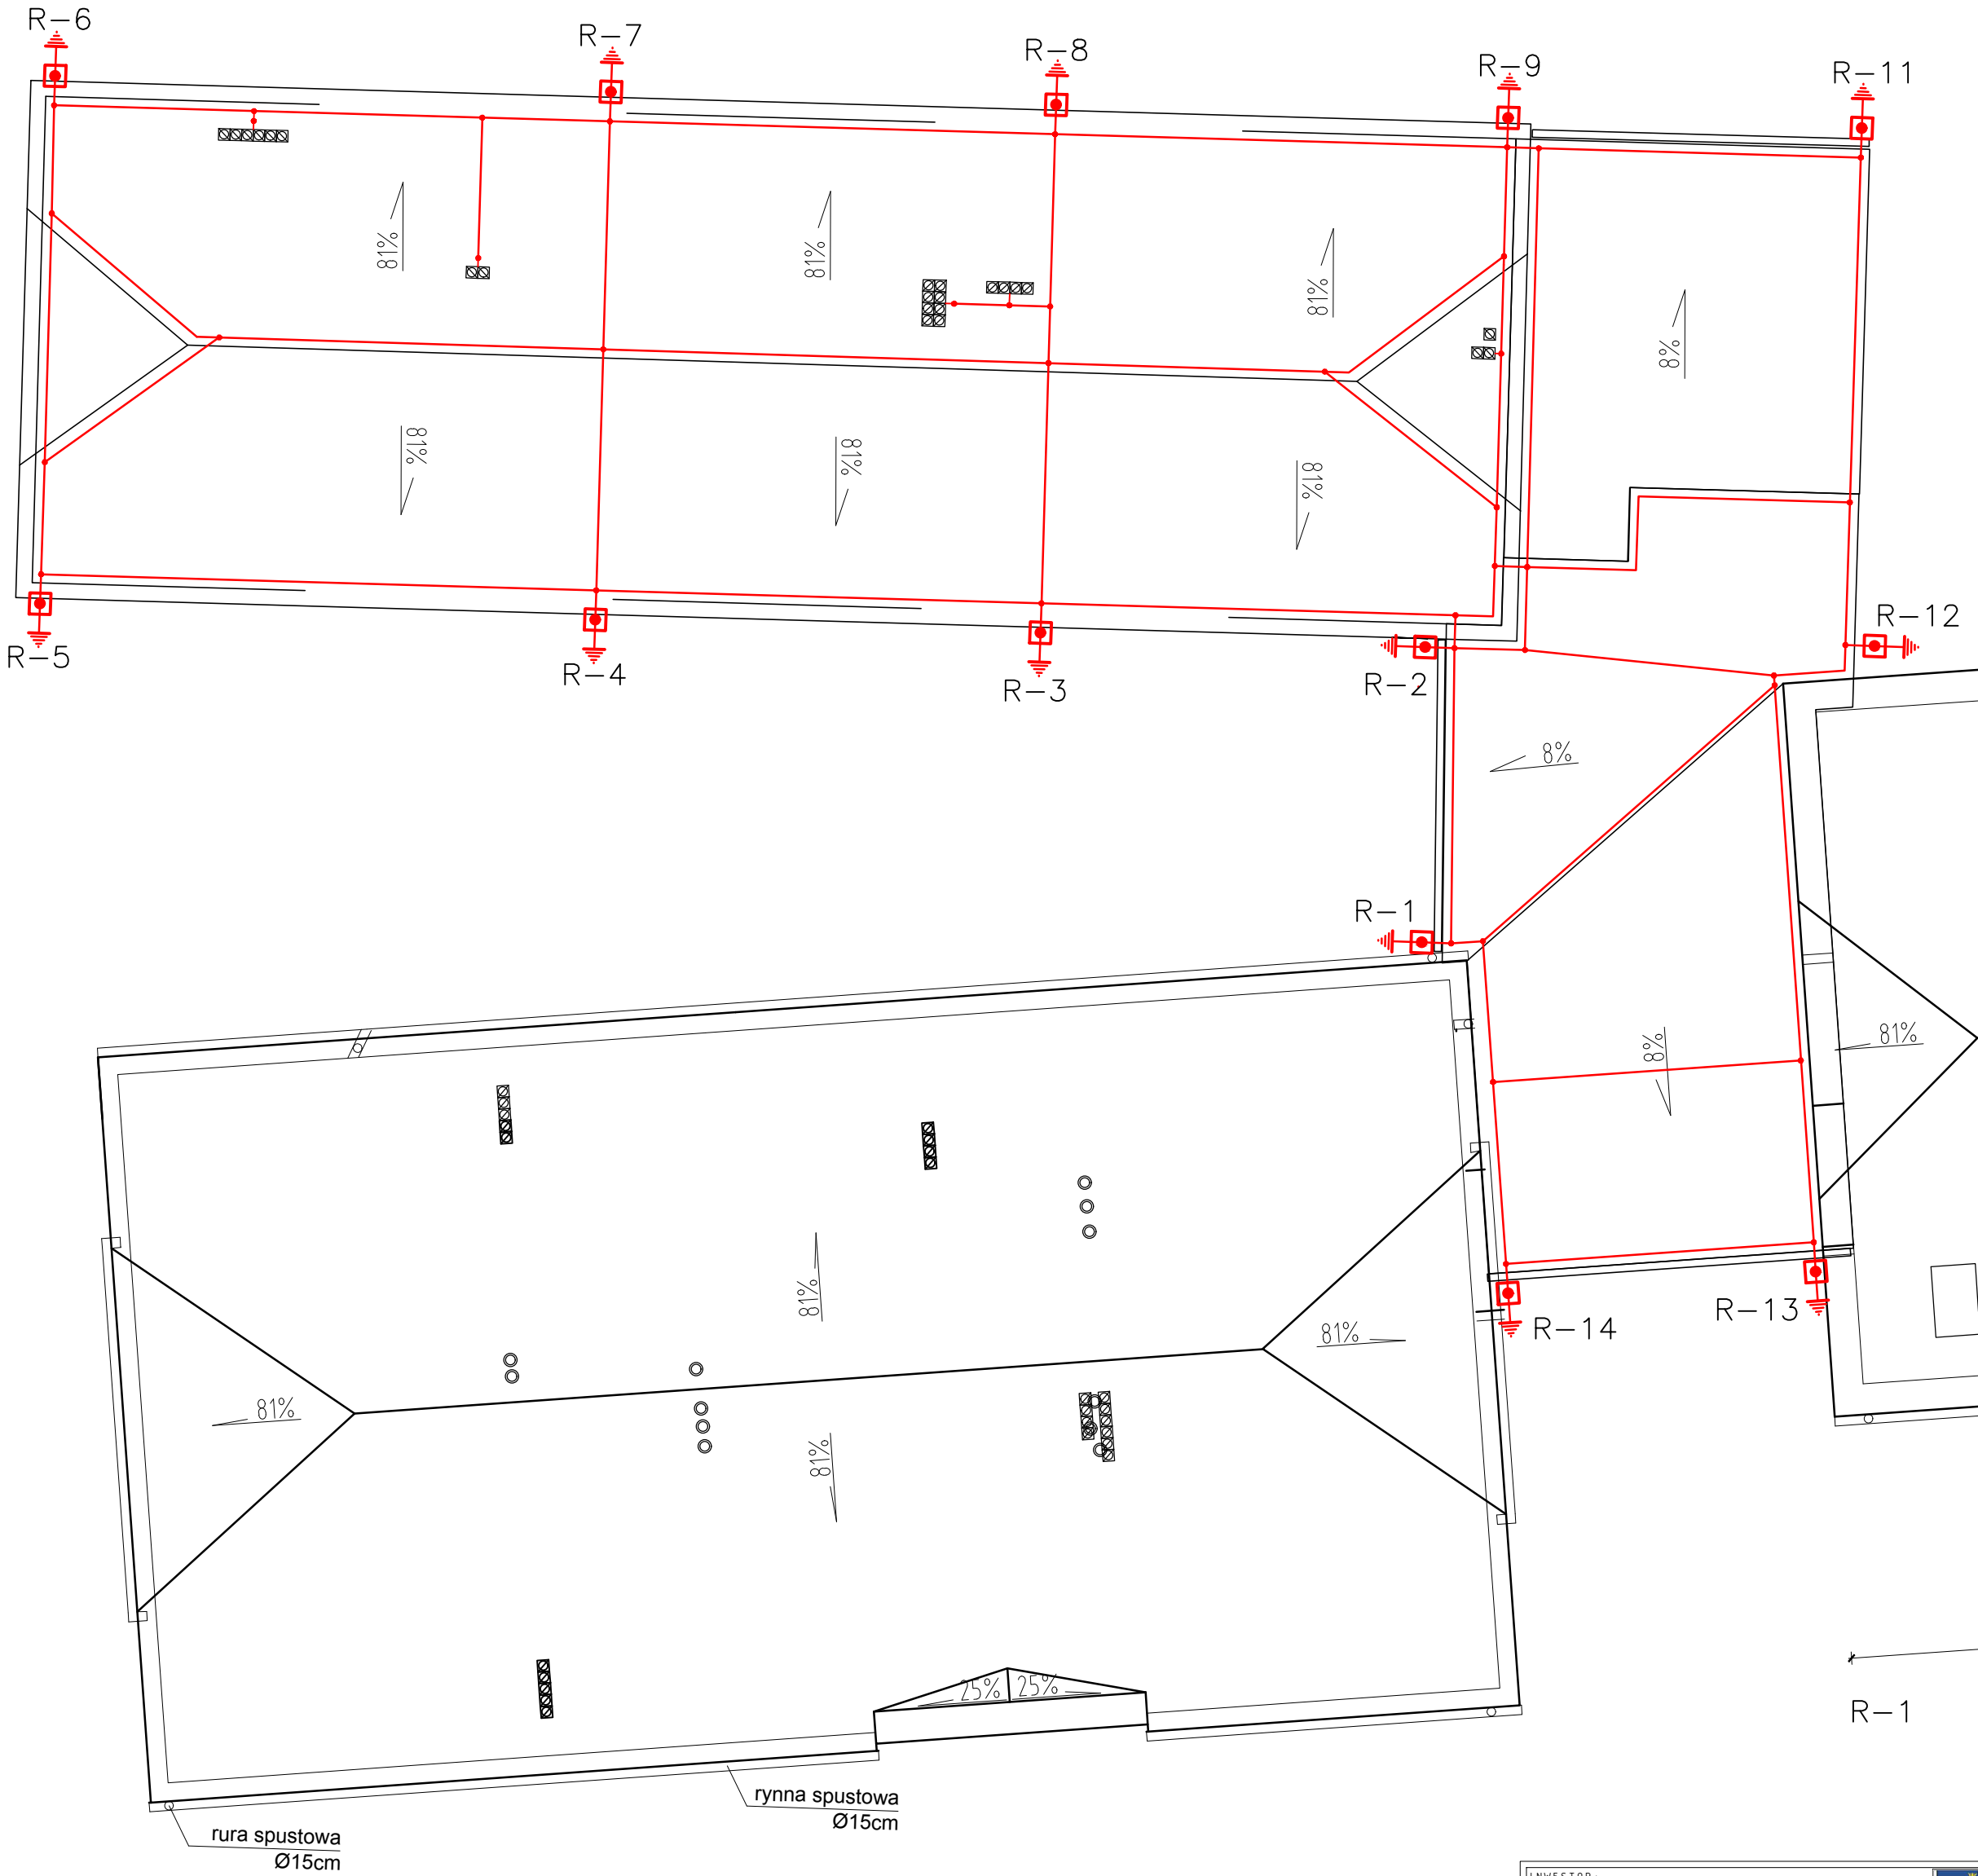 R-6
R-7
R-8
R-9
R-11
81%
81%
81%
8%
81%
81%
81%
R-5
R-4
R-3
R-2
R-12
8%
R-1
8%
81%
81%
81%
81%
81%
R-14
R-13
25% 25%
R-1
rynna spustowa
Ø15cm
rura spustowa
Ø15cm